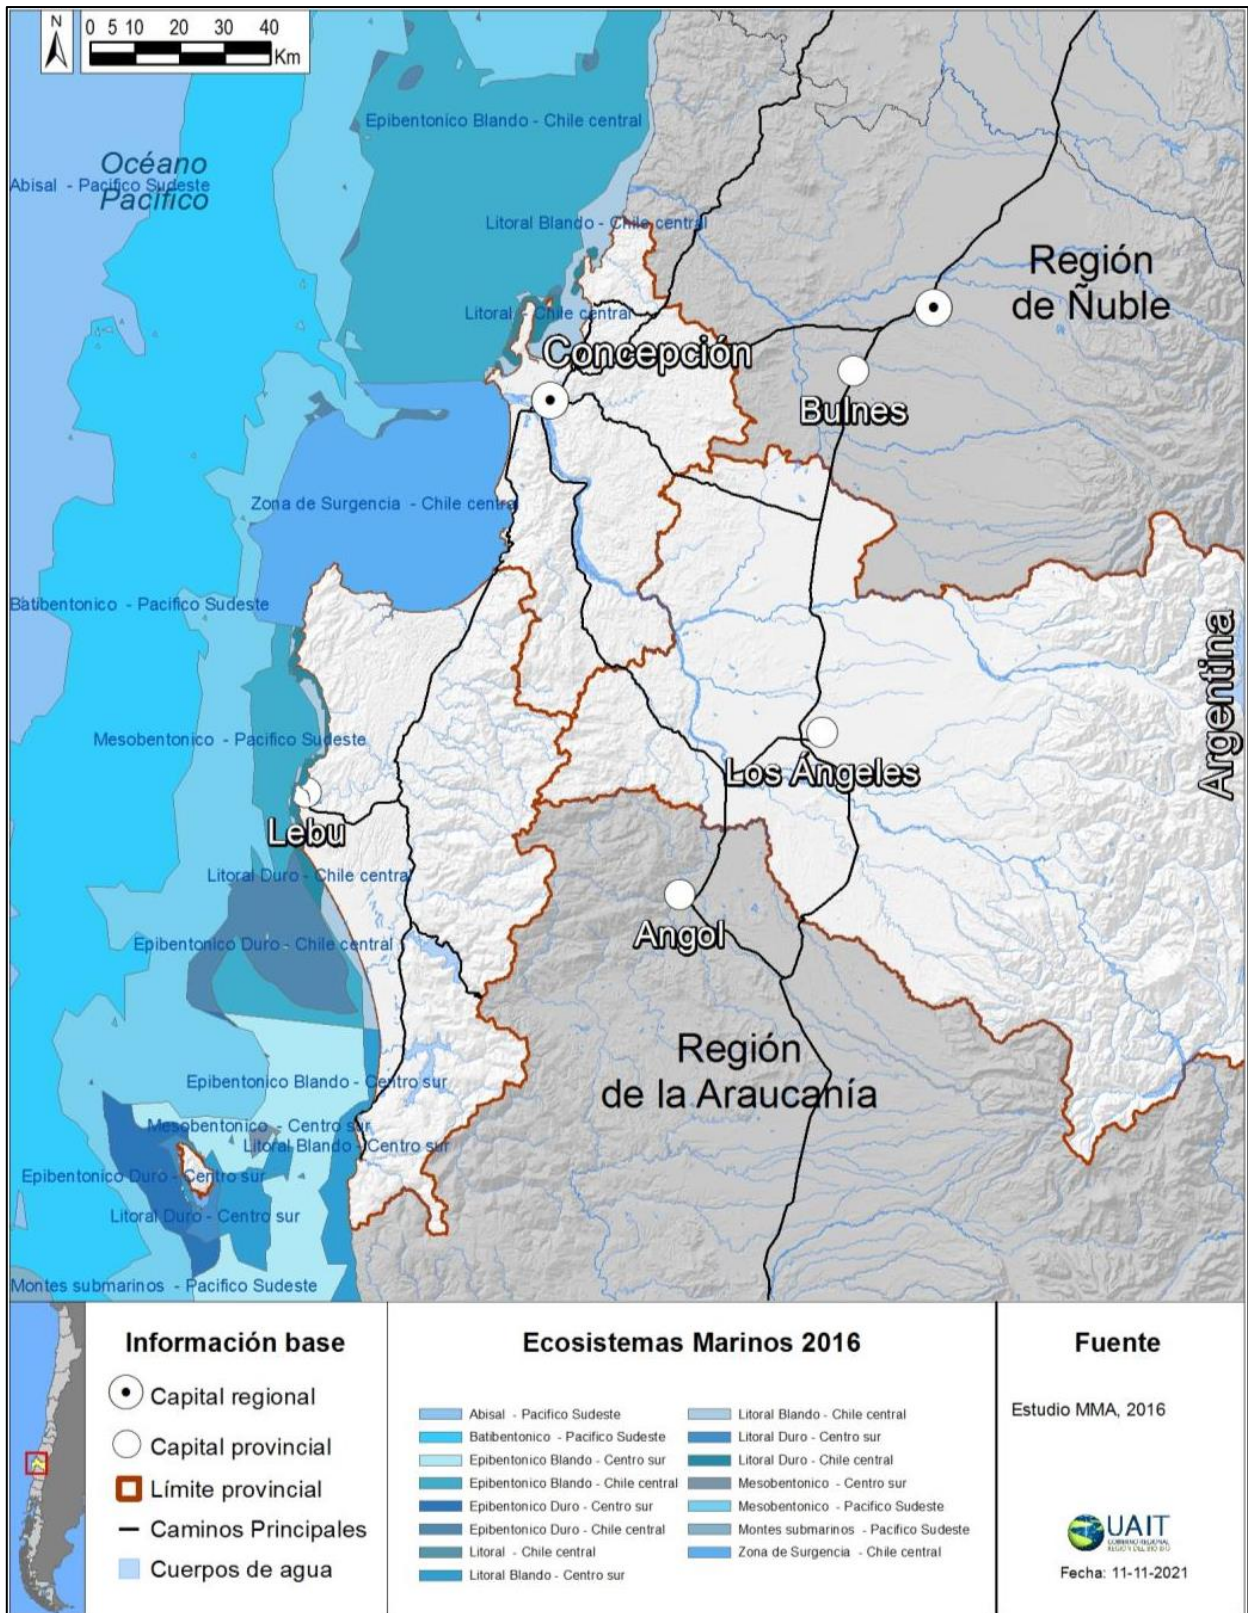 N
0 5 10 20 30 40
Km
Epibentonico Blando - Chile central
Océano
Pacífico
Abisal - Pacifico Sudeste
Litoral Blando - Chile central
Región
de Ñuble
Litoral - Chile central
Concepción
Bulnes
Zona de Surgencia - Chile central
Batibentonico - Pacifico Sudeste
Argentina
Mesobentonico - Pacifico Sudeste
Los Ángeles
Lebu
Litoral Duro - Chile central
Epibentonico Duro - Chile central
Angol
Región
de la Araucanía
Epibentonico Blando - Centro sur
Mesobentonico - Centro sur
Litoral Blando - Centro sur
Epibentonico Duro - Centro sur
Litoral Duro - Centro sur
Montes submarinos - Pacifico Sudeste
Información base
Capital regional
Capital provincial
Límite provincial
Caminos Principales
Cuerpos de agua
Ecosistemas Marinos 2016
Abisal - Pacifico Sudeste
Batibentonico - Pacifico Sudeste
Epibentonico Blando - Centro sur
Epibentonico Blando - Chile central
Epibentonico Duro - Centro sur
Epibentonico Duro - Chile central
Litoral - Chile central
Litoral Blando - Centro sur
Litoral Blando - Chile central
Litoral Duro - Centro sur
Litoral Duro - Chile central
Mesobentonico - Centro sur
Mesobentonico - Pacifico Sudeste
Montes submarinos - Pacifico Sudeste
Zona de Surgencia - Chile central
Fuente
Estudio MMA, 2016
UAIT
GOBIERNO REGIONAL
REGIÓN DEL BIO BIO
Fecha: 11-11-2021